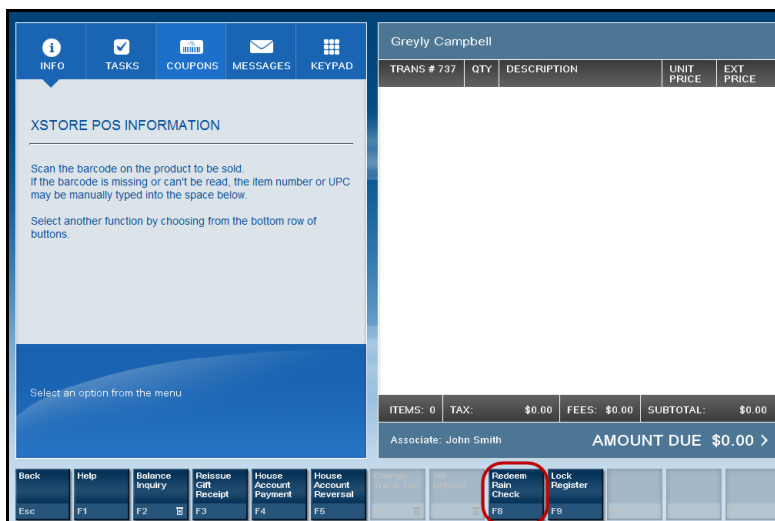 INFO
TASKS
COUPONS
MESSAGES
KEYPAD
XSTORE POS INFORMATION
Scan the barcode on the product to be sold.
If the barcode is missing or can't be read, the item number or UPC
may be manually typed into the space below.
Select another function by choosing from the bottom row of
buttons.
Select an option from the menu
Greyly Campbell
TRANS # 737 QTY DESCRIPTION UNIT PRICE EXT PRICE
ITEMS: 0 TAX: $0.00 FEES: $0.00 SUBTOTAL: $0.00
Associate: John Smith AMOUNT DUE $0.00 >
Back
Esc
Help
F1
Balance
Inquiry
F2
Reissue
Gift
Receipt
F3
House
Account
Payment
F4
House
Account
Reversal
F5
Change
Trans Tax
Till
Options
Redeem
Rain
Check
F8
Lock
Register
F9